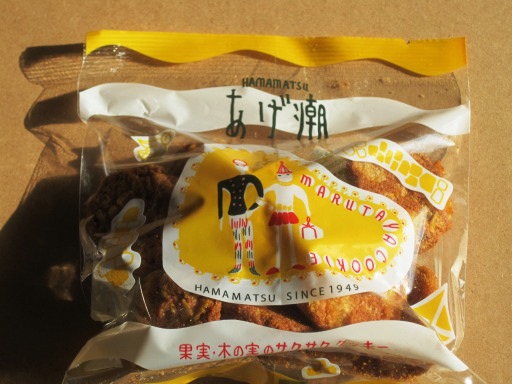 HAMAMATSU
あげ潮
MARUTAYA COOKIE
HAMAMATSU SINCE 1949
果実・木の実のサクサククッキー